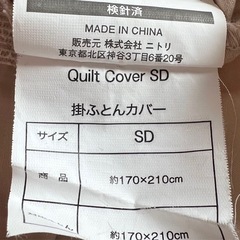 検針済
MADE IN CHINA
販売元 株式会社 ニトリ
東京都北区神谷3丁目6番20号
Quilt Cover SD
掛ふとんカバー
サイズ SD
商品 約170×210cm
約170×210cm